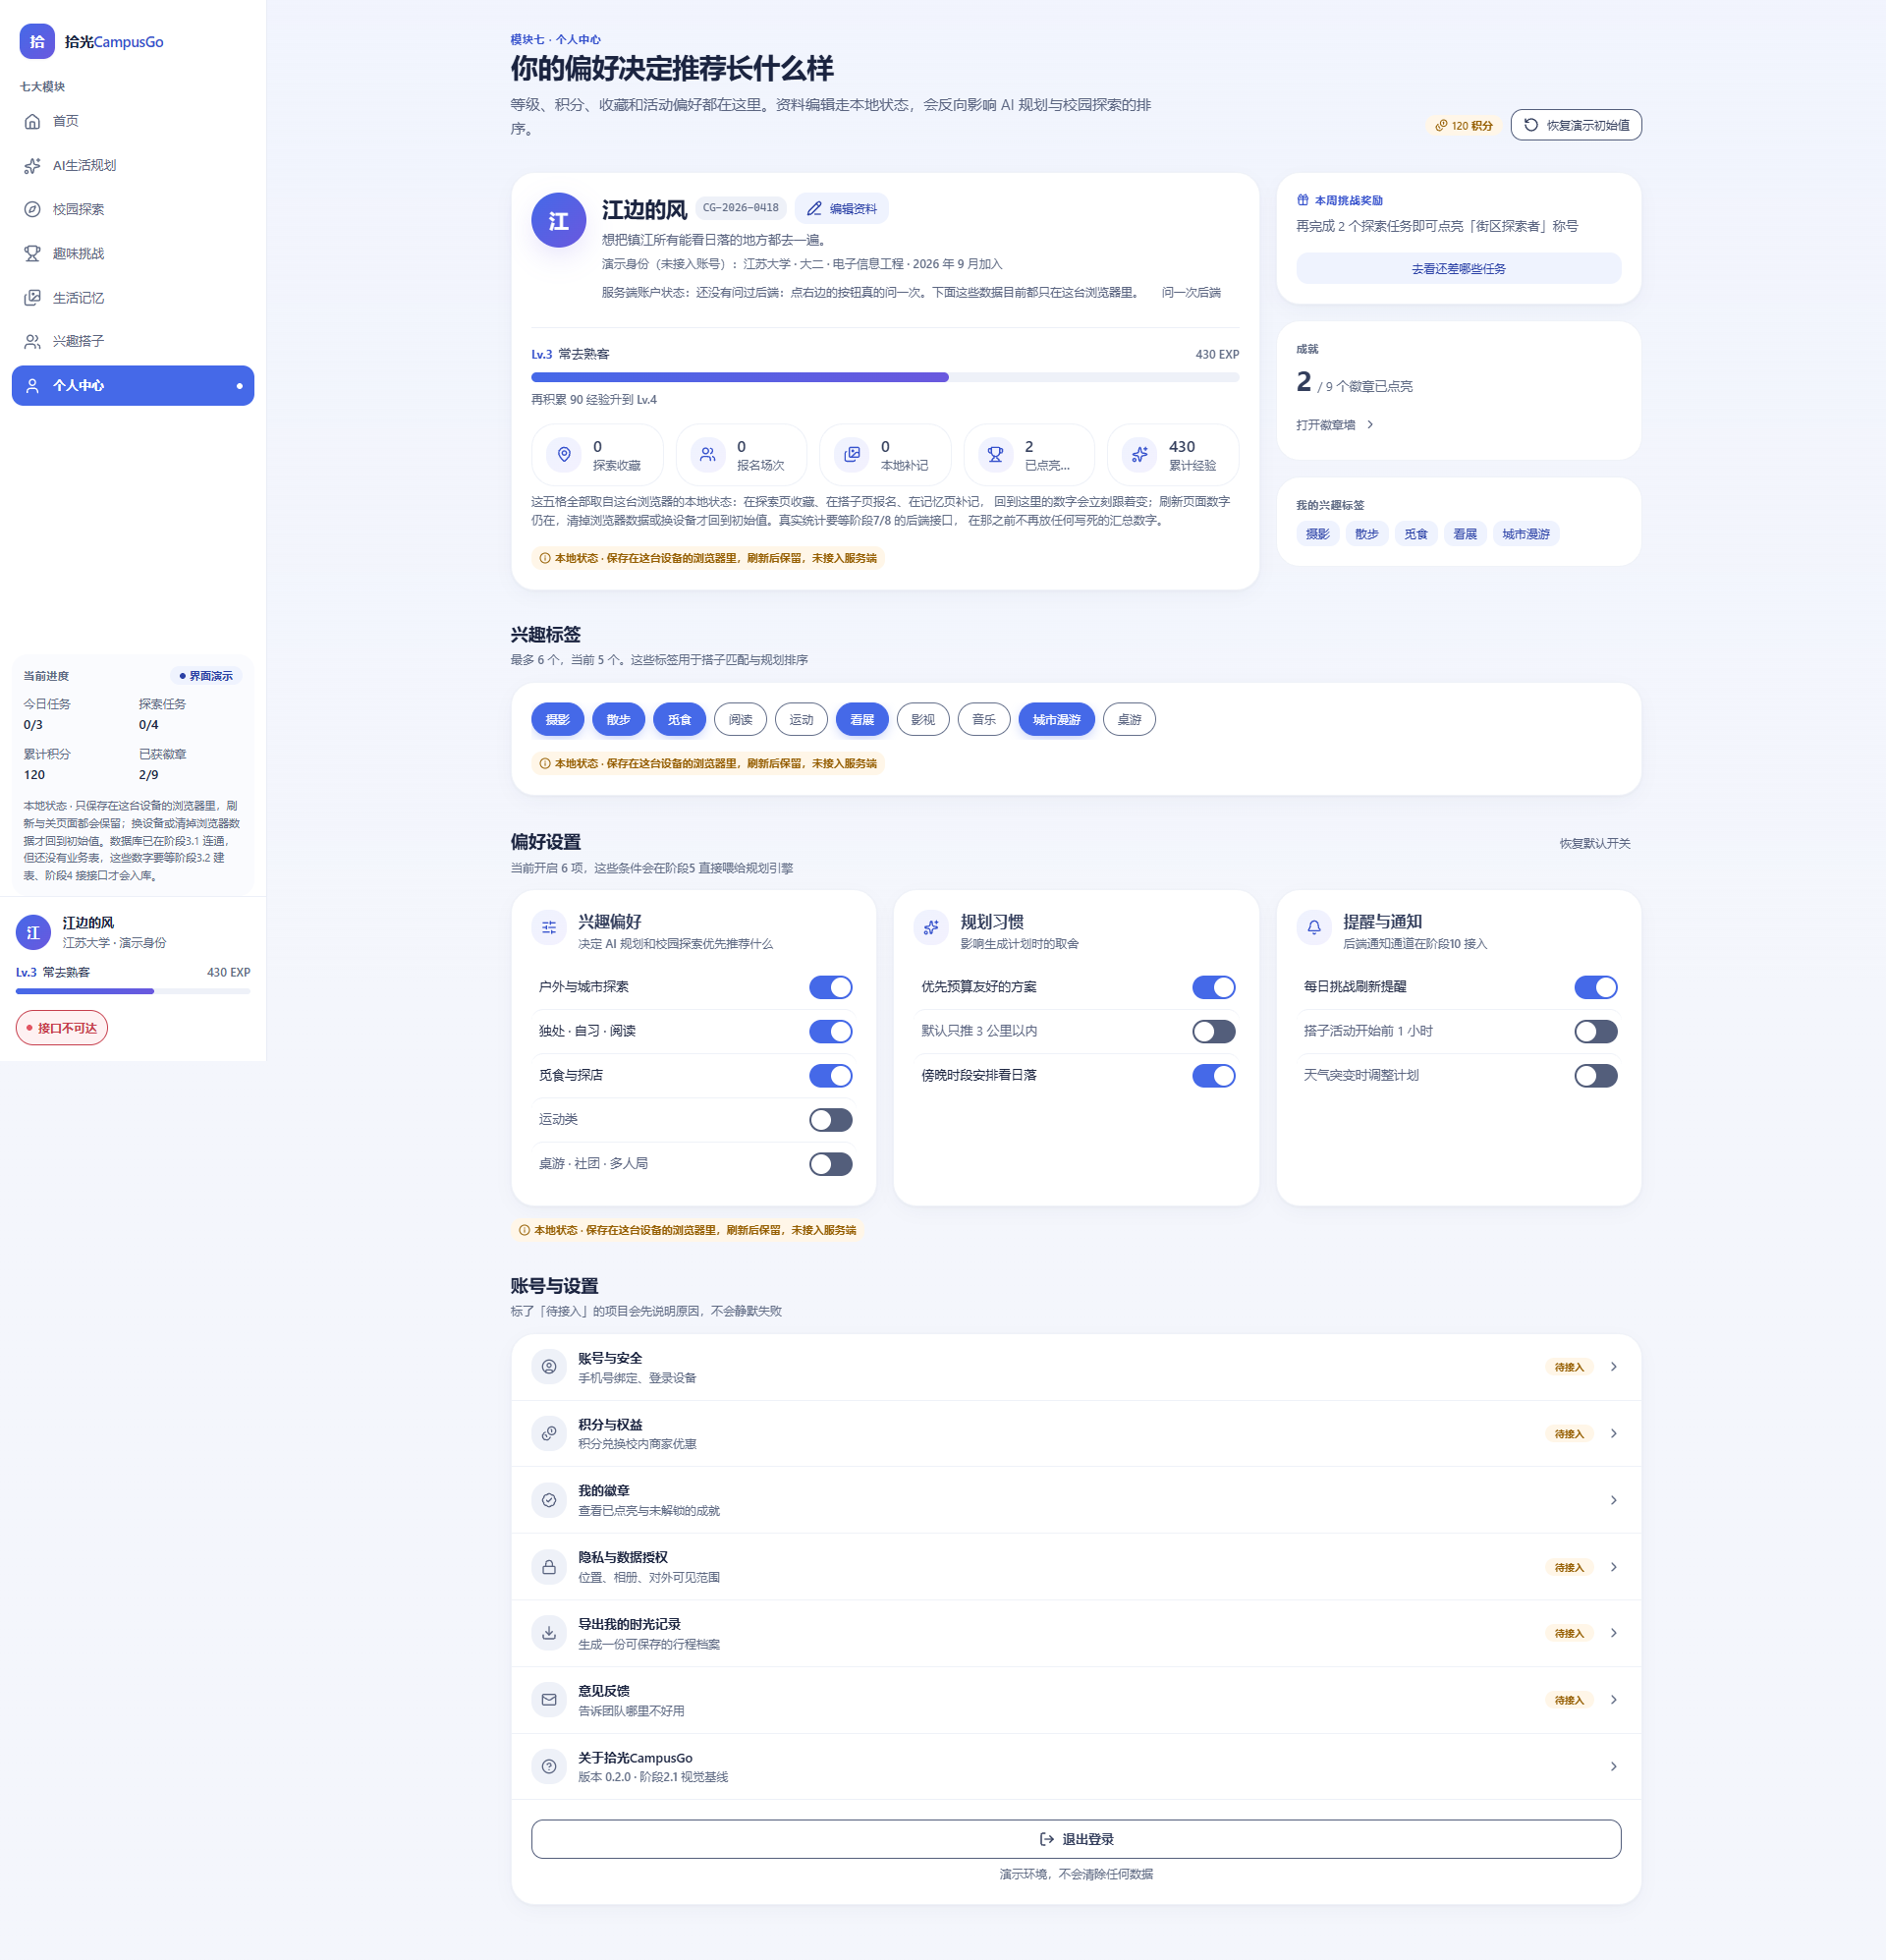 拾 拾光CampusGo
七大模块
首页
AI生活规划
校园探索
趣味挑战
生活记忆
兴趣搭子
个人中心
当前进度 界面演示
今日任务 探索任务
0/3 0/4
累计积分 已获徽章
120 2/9
本地状态 · 只保存在这台设备的浏览器里，刷
新与关页面都会保留；换设备或清掉浏览器数
据才回到初始值。数据库已在阶段3.1 连通，
但还没有业务表，这些数字要等阶段3.2 建
表、阶段4 接接口才会入库。
江 江边的风
江苏大学 · 演示身份
Lv.3 常去熟客 430 EXP
接口不可达
模块七 · 个人中心
你的偏好决定推荐长什么样
等级、积分、收藏和活动偏好都在这里。资料编辑走本地状态，会反向影响 AI 规划与校园探索的排
序。
120 积分 恢复演示初始值
江 江边的风 CG-2026-0418 编辑资料
想把镇江所有能看日落的地方都去一遍。
演示身份（未接入账号）：江苏大学 · 大二 · 电子信息工程 · 2026 年 9 月加入
服务端账户状态：还没有问过后端：点右边的按钮真的问一次。下面这些数据目前都只在这台浏览器里。 问一次后端
Lv.3 常去熟客 430 EXP
再积累 90 经验升到 Lv.4
0 探索收藏
0 报名场次
0 本地补记
2 已点亮...
430 累计经验
这五格全部取自这台浏览器的本地状态：在探索页收藏、在搭子页报名、在记忆页补记， 回到这里的数字会立刻跟着变；刷新页面数字
仍在，清掉浏览器数据或换设备才回到初始值。真实统计要等阶段7/8 的后端接口， 在那之前不再放任何写死的汇总数字。
本地状态 · 保存在这台设备的浏览器里，刷新后保留，未接入服务端
本周挑战奖励
再完成 2 个探索任务即可点亮「街区探索者」称号
去看还差哪些任务
成就
2 / 9 个徽章已点亮
打开徽章墙
我的兴趣标签
摄影 散步 觅食 看展 城市漫游
兴趣标签
最多 6 个，当前 5 个。这些标签用于搭子匹配与规划排序
摄影 散步 觅食 阅读 运动 看展 影视 音乐 城市漫游 桌游
本地状态 · 保存在这台设备的浏览器里，刷新后保留，未接入服务端
偏好设置 恢复默认开关
当前开启 6 项，这些条件会在阶段5 直接喂给规划引擎
兴趣偏好
决定 AI 规划和校园探索优先推荐什么
户外与城市探索
独处 · 自习 · 阅读
觅食与探店
运动类
桌游 · 社团 · 多人局
规划习惯
影响生成计划时的取舍
优先预算友好的方案
默认只推 3 公里以内
傍晚时段安排看日落
提醒与通知
后端通知通道在阶段10 接入
每日挑战刷新提醒
搭子活动开始前 1 小时
天气突变时调整计划
本地状态 · 保存在这台设备的浏览器里，刷新后保留，未接入服务端
账号与设置
标了「待接入」的项目会先说明原因，不会静默失败
账号与安全 待接入
手机号绑定、登录设备
积分与权益 待接入
积分兑换校内商家优惠
我的徽章
查看已点亮与未解锁的成就
隐私与数据授权 待接入
位置、相册、对外可见范围
导出我的时光记录 待接入
生成一份可保存的行程档案
意见反馈 待接入
告诉团队哪里不好用
关于拾光CampusGo
版本 0.2.0 · 阶段2.1 视觉基线
退出登录
演示环境，不会清除任何数据